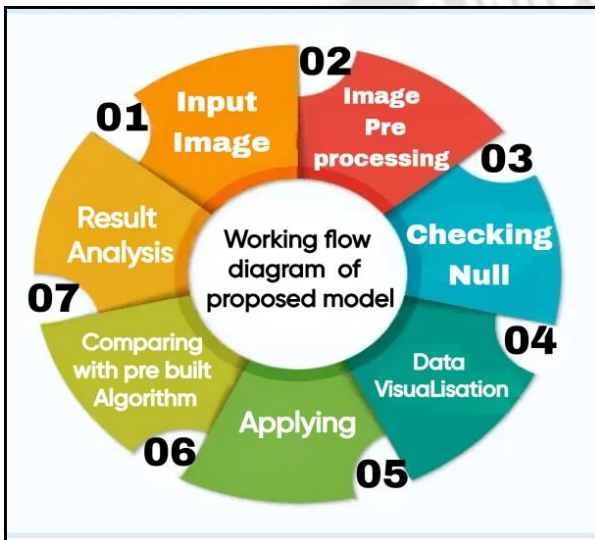 01
Input
Image
02
Image
Pre
processing
03
Checking
Null
04
Data
VisuaLisation
05
Applying
06
Comparing
with pre built
Algorithm
07
Result
Analysis
Working flow
diagram of
proposed model